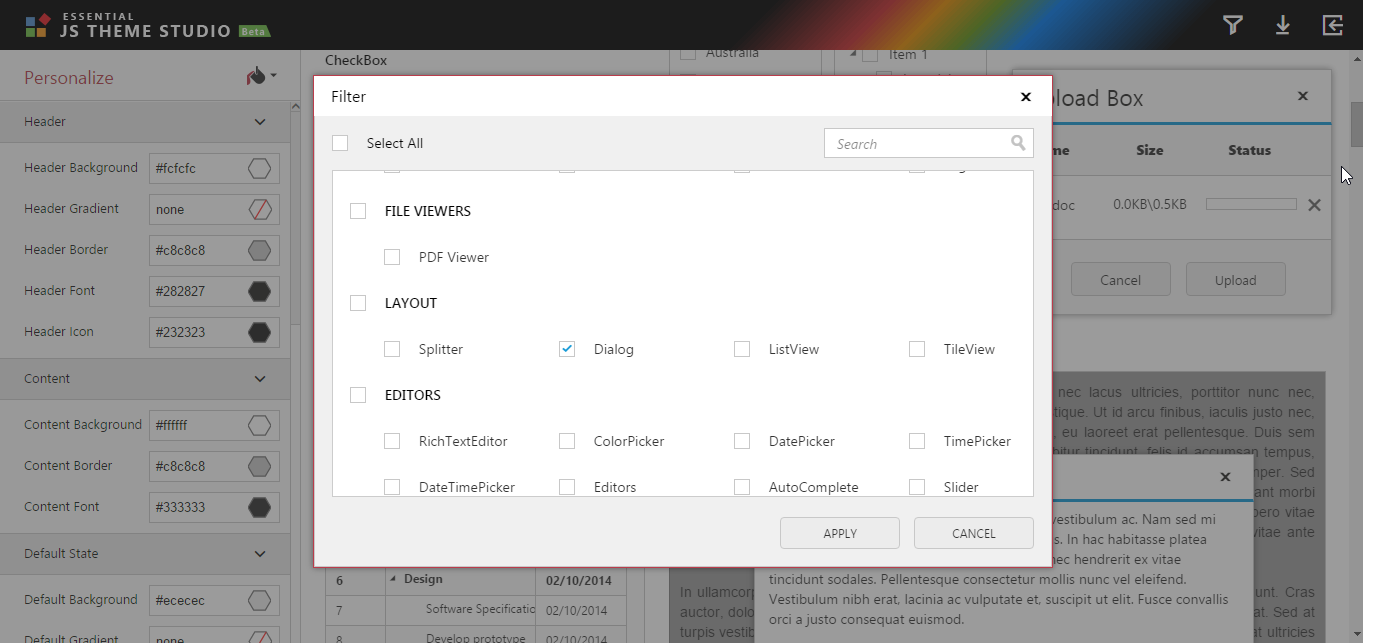 ESSENTIAL
JS THEME STUDIO Beta
Personalize
Header
Header Background #fcfcfc
Header Gradient none
Header Border #c8c8c8
Header Font #282827
Header Icon #232323
Content
Content Background #ffffff
Content Border #c8c8c8
Content Font #333333
Default State
Default Background #ececec
Default Gradient none
CheckBox
Australia
Item 1
Filter
Select All
Search
FILE VIEWERS
PDF Viewer
LAYOUT
Splitter Dialog ListView TileView
EDITORS
RichTextEditor ColorPicker DatePicker TimePicker
DateTimePicker Editors AutoComplete Slider
APPLY CANCEL
6 Design 02/10/2014
7 Software Specificatio 02/10/2014
8 Develop prototype 02/10/2014
load Box
me Size Status
doc 0.0KB\0.5KB
Cancel Upload
nec lacus ultricies, porttitor nunc nec,
tique. Ut id arcu finibus, iaculis justo nec,
, eu laoreet erat pellentesque. Duis sem
bitur tincidunt, felis id accumsan tempus,
mper. Sed
ant morbi
bero vitae
vitae ante
vestibulum ac. Nam sed mi
s. In hac habitasse platea
nec hendrerit ex vitae
tincidunt sodales. Pellentesque consectetur mollis nunc vel eleifend.
Vestibulum nibh erat, lacinia ac vulputate et, suscipit ut elit. Fusce convallis
orci a justo consequat euismod.
In ullamcorp
auctor, dolo
turpis vestib
unt. Cras
at. Sed at
at ultricies